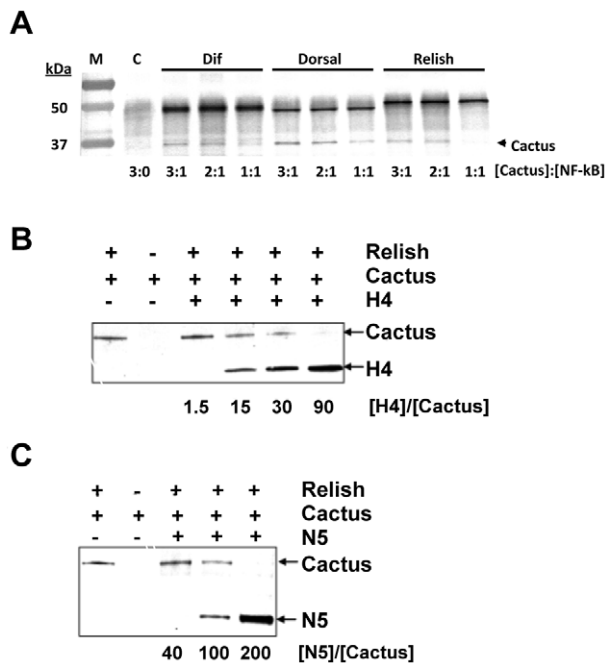 A
kDa M C Dif Dorsal Relish
50
37
Cactus
3:0 3:1 2:1 1:1 3:1 2:1 1:1 3:1 2:1 1:1 [Cactus]:[NF-kB]
B
+ - + + + + Relish
+ + + + + + Cactus
- - + + + + H4
Cactus
H4
1.5 15 30 90 [H4]/[Cactus]
C
+ - + + + Relish
+ + + + + Cactus
- - + + + N5
Cactus
N5
40 100 200 [N5]/[Cactus]